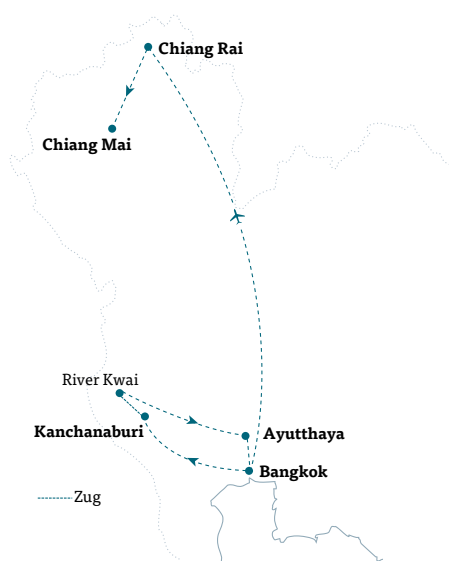 Chiang Rai
Chiang Mai
River Kwai
Kanchanaburi
Ayutthaya
Bangkok
Zug